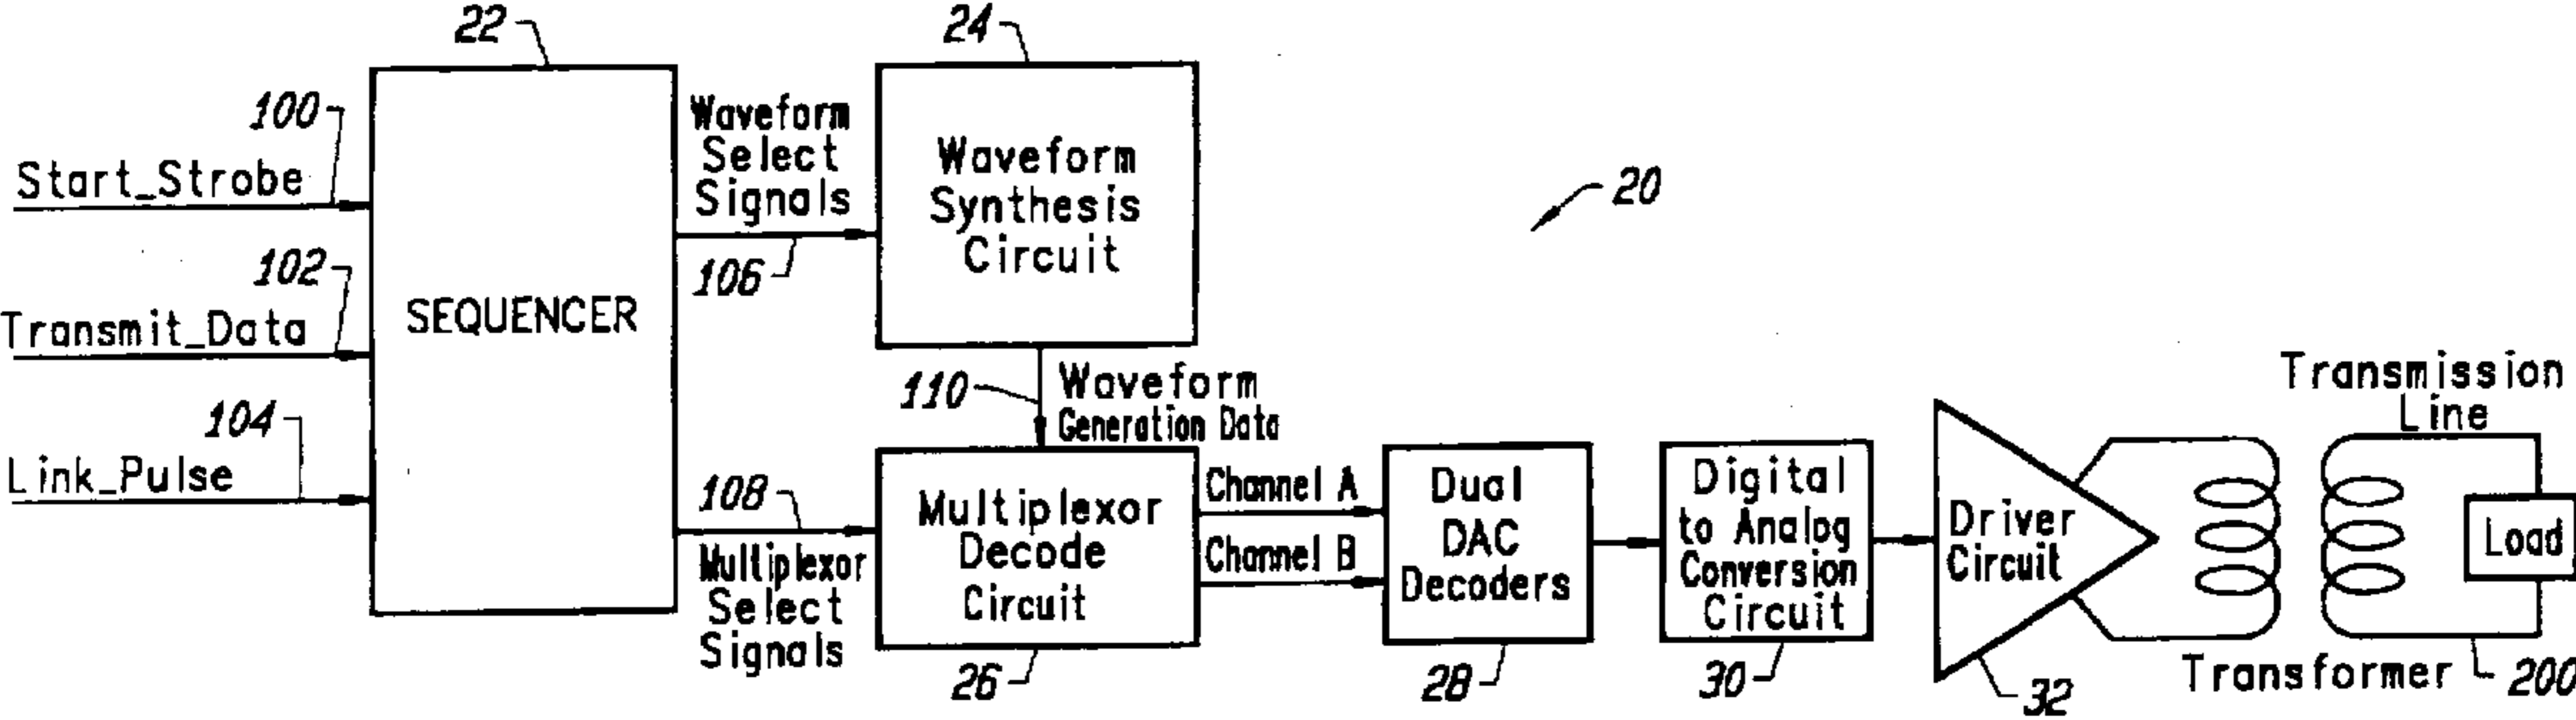 22
24
100
Start_Strobe
102
Transmit_Data
104
Link_Pulse
SEQUENCER
Waveform
Select
Signals
106
108
Multiplexor
Select
Signals
Waveform
Synthesis
Circuit
110
Waveform
Generation Data
Multiplexor
Decode
Circuit
26
Channel A
Channel B
Dual
DAC
Decoders
28
Digital
to Analog
Conversion
Circuit
30
20
Driver
Circuit
32
Transmission
Line
Load
Transformer
200